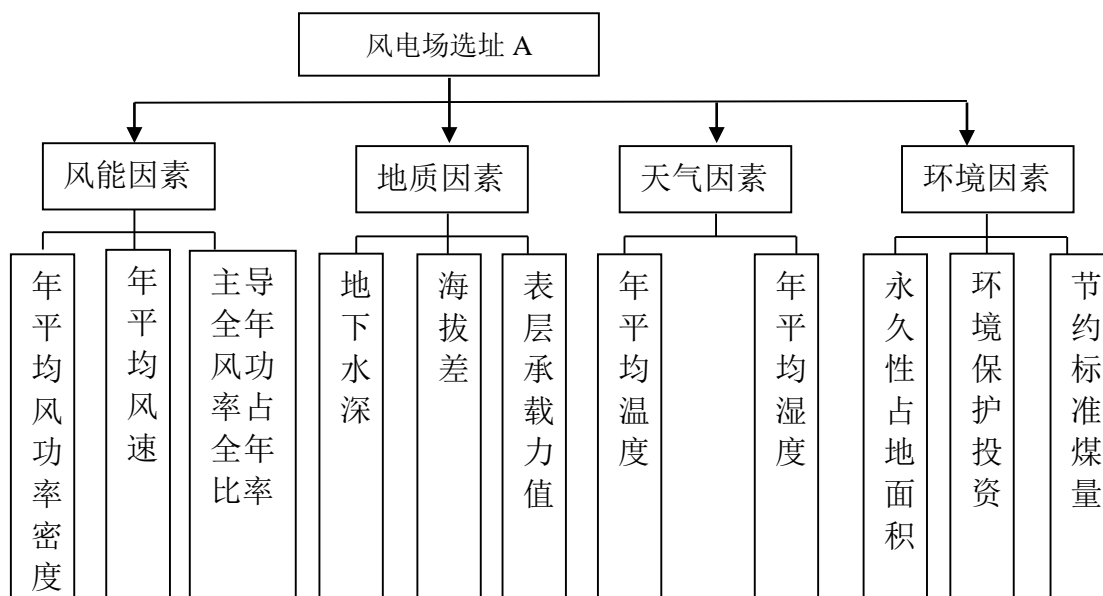 风电场选址 A
风能因素
地质因素
天气因素
环境因素
年平均风功率密度
年平均风速
主导
全年
风功
率占
全年
比率
地下水深
海拔差
表层承载力值
年平均温度
年平均湿度
永久性占地面积
环境保护投资
节约标准煤量